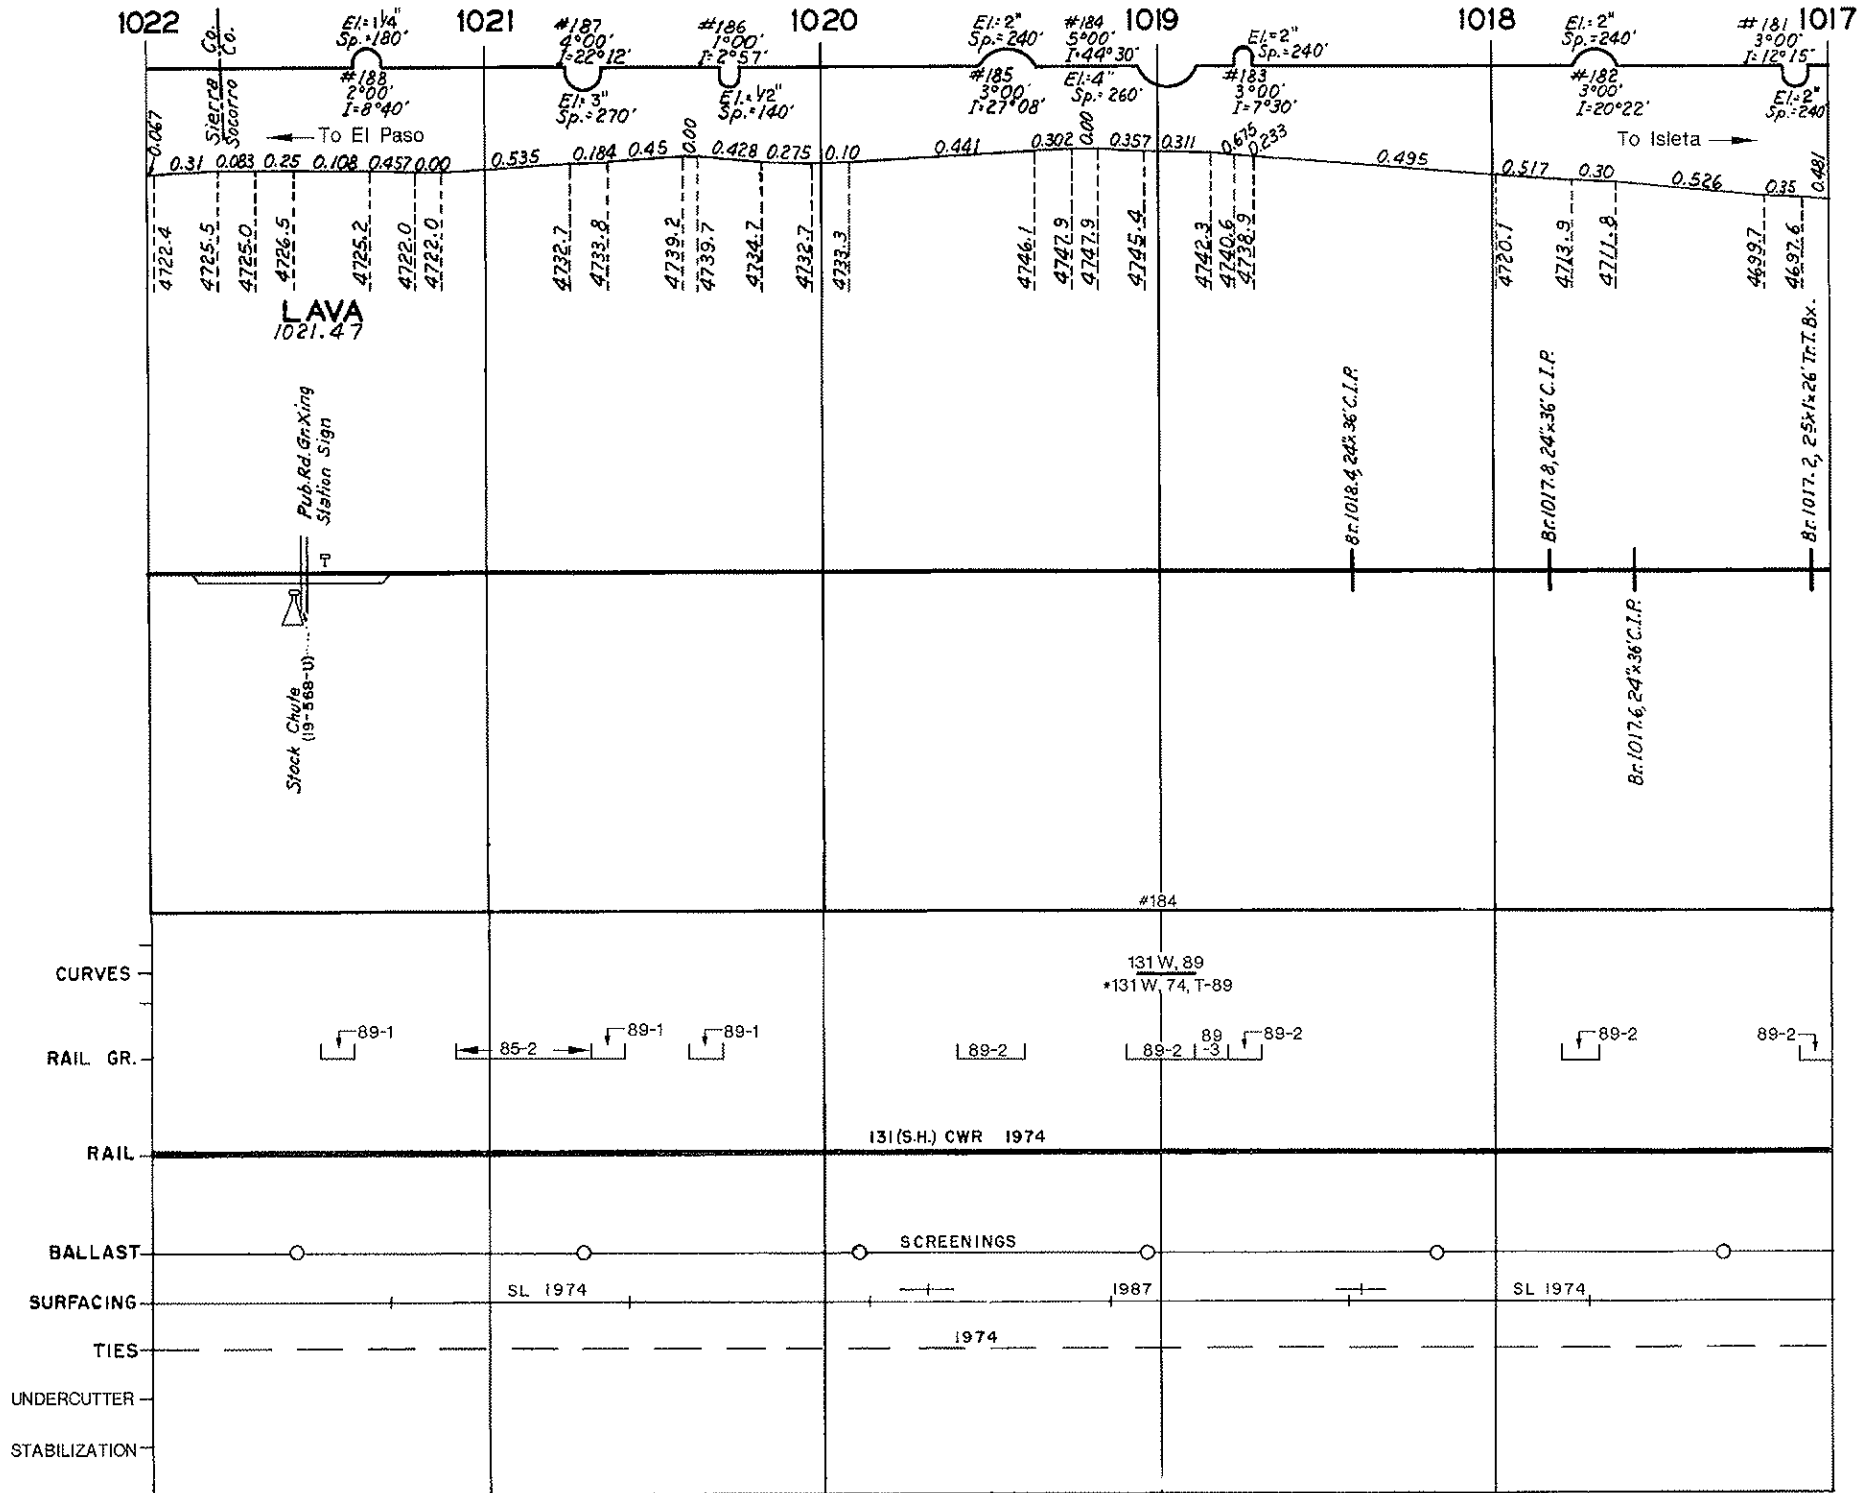 1022
1021
1020
1019
1018
1017
Sierra Co.
Socorro Co.
El.=1¼"
Sp.=180'
#188
2°00'
I=8°40'
#187
4°00'
I=22°12'
El.=3"
Sp.=270'
#186
1°00'
I=2°57'
El.=½"
Sp.=140'
El.=2"
Sp.=240'
#185
3°00'
I=27°08'
#184
5°00'
I=44°30'
El.=4"
Sp.=260'
El.=2"
Sp.=240'
#183
3°00'
I=7°30'
El.=2"
Sp.=240'
#182
3°00'
I=20°22'
#181
3°00'
I=12°15'
El.=2"
Sp.=240'
To El Paso
To Isleta
0.067 0.31 0.083 0.25 0.108 0.457 0.00 0.535 0.184 0.45 0.00 0.428 0.275 0.10 0.441 0.302 0.00 0.357 0.311 0.675 0.233 0.495 0.517 0.30 0.526 0.35 0.481
4722.4 4725.5 4725.0 4726.5 4725.2 4722.0 4722.0 4732.7 4733.8 4739.2 4739.7 4734.7 4732.7 4733.3 4746.1 4747.9 4747.9 4745.4 4742.3 4740.6 4738.9 4720.1 4713.9 4711.8 4699.7 4697.6
LAVA
1021.47
Pub.Rd.Gr.Xing
Station Sign
Stock Chute
(19-568-U)
Br.1018.4, 24"x36' C.I.P.
Br.1017.8, 24"x36' C.I.P.
Br.1017.6, 24"x36' C.I.P.
Br.1017.2, 2-5'x1'x26' Tr.T.Bx.
#184
CURVES
131 W, 89
*131 W, 74, T-89
RAIL GR.
89-1
85-2
89-1
89-1
89-2
89-2
89
-3
89-2
89-2
89-2
RAIL
131 (S.H.) CWR 1974
BALLAST
SCREENINGS
SURFACING
SL 1974
1987
SL 1974
TIES
1974
UNDERCUTTER
STABILIZATION